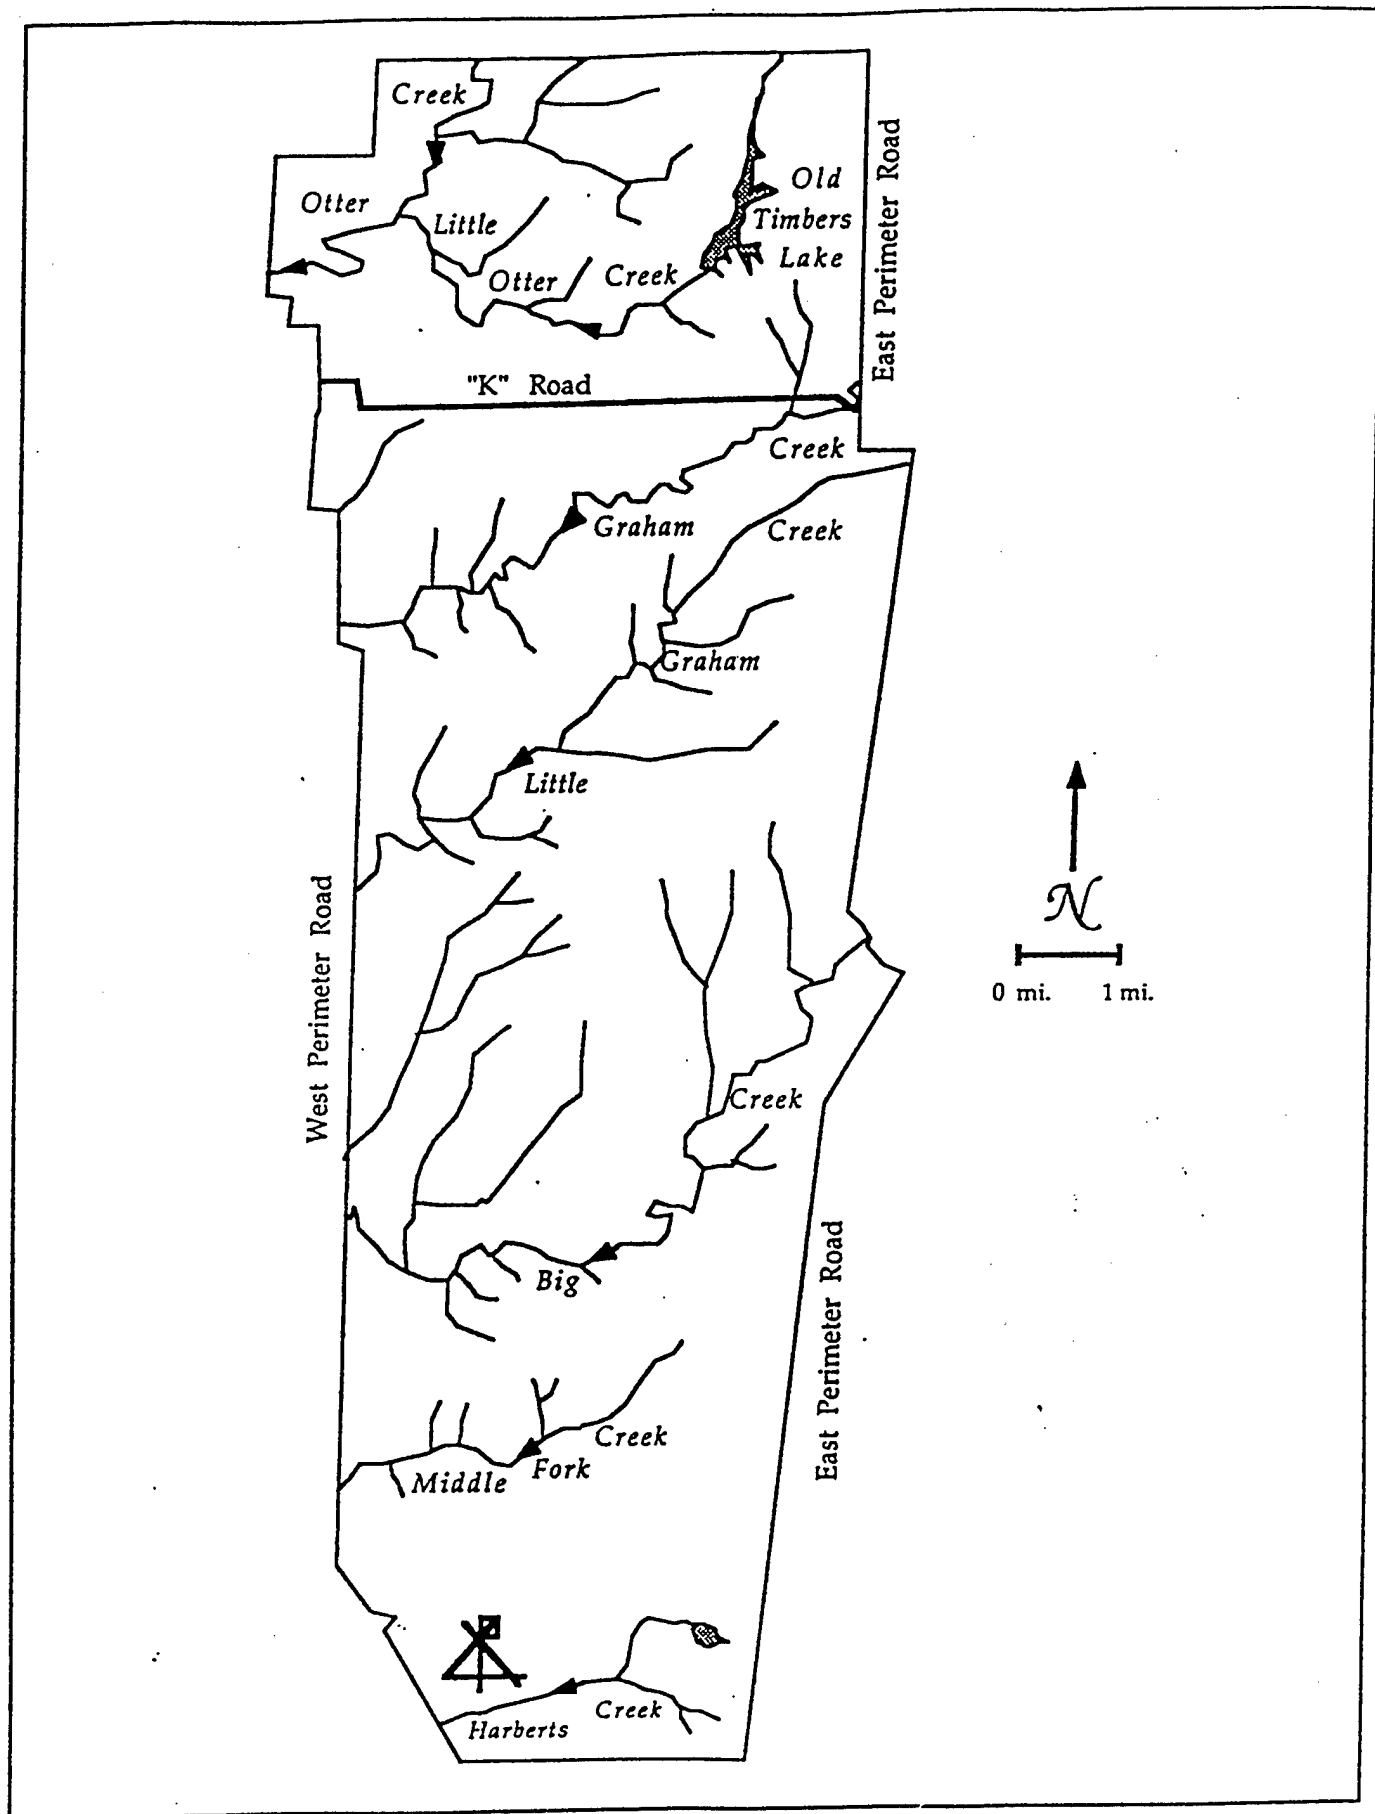 Creek
Otter
Little
Otter
Creek
Old
Timbers
Lake
East Perimeter Road
"K" Road
Creek
Graham
Creek
Graham
Little
West Perimeter Road
N
0 mi.
1 mi.
Creek
Big
East Perimeter Road
Creek
Fork
Middle
Creek
Harberts